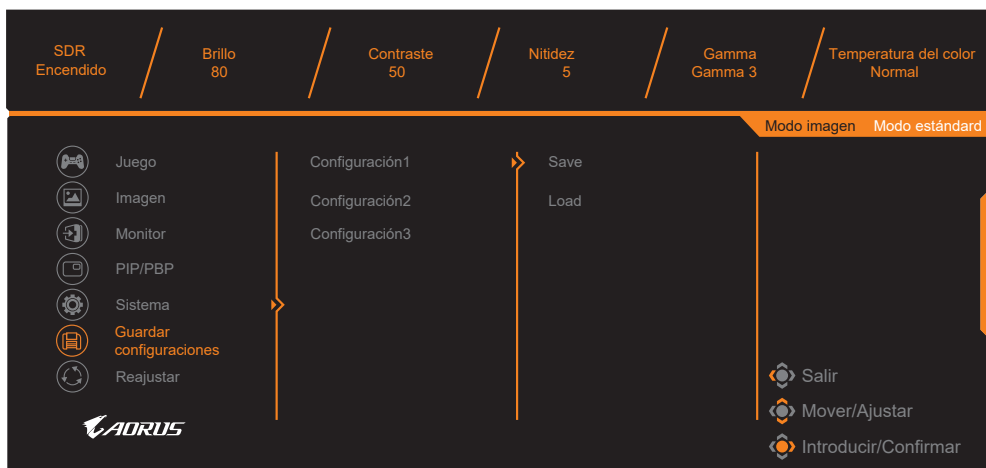 SDR
Encendido
Brillo
80
Contraste
50
Nitidez
5
Gamma
Gamma 3
Temperatura del color
Normal
Modo imagen Modo estándard
Juego
Imagen
Monitor
PIP/PBP
Sistema
Guardar
configuraciones
Reajustar
Configuración1
Configuración2
Configuración3
Save
Load
Salir
Mover/Ajustar
Introducir/Confirmar
AORUS